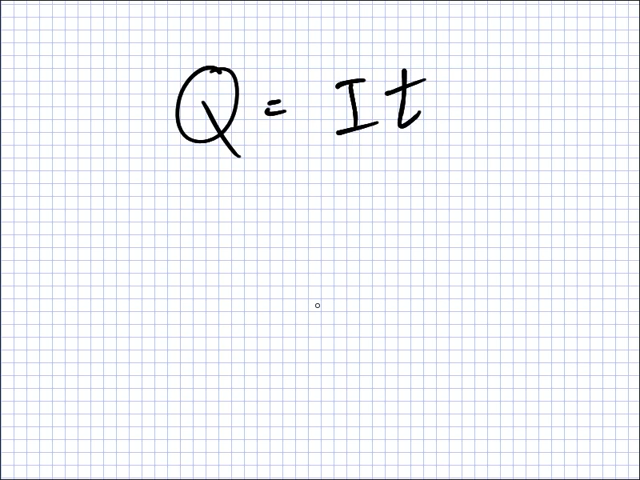 Q = It